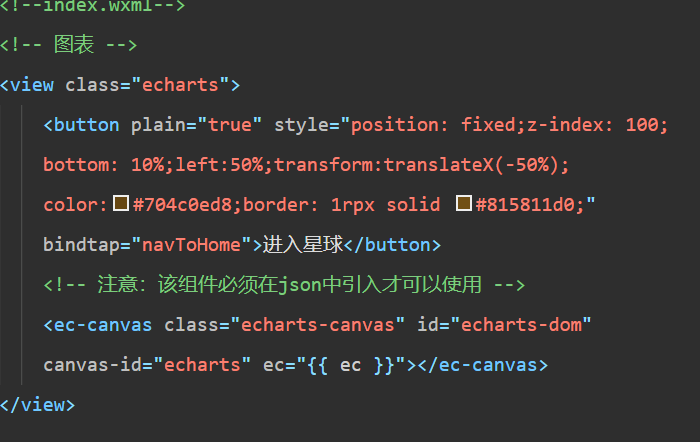 <!--index.wxml-->
<!-- 图表 -->
<view class="echarts">
<button plain="true" style="position: fixed;z-index: 100;
bottom: 10%;left:50%;transform:translateX(-50%);
color:#704c0ed8;border: 1rpx solid #815811d0;"
bindtap="navToHome">进入星球</button>
<!-- 注意：该组件必须在json中引入才可以使用 -->
<ec-canvas class="echarts-canvas" id="echarts-dom"
canvas-id="echarts" ec="{{ ec }}"></ec-canvas>
</view>